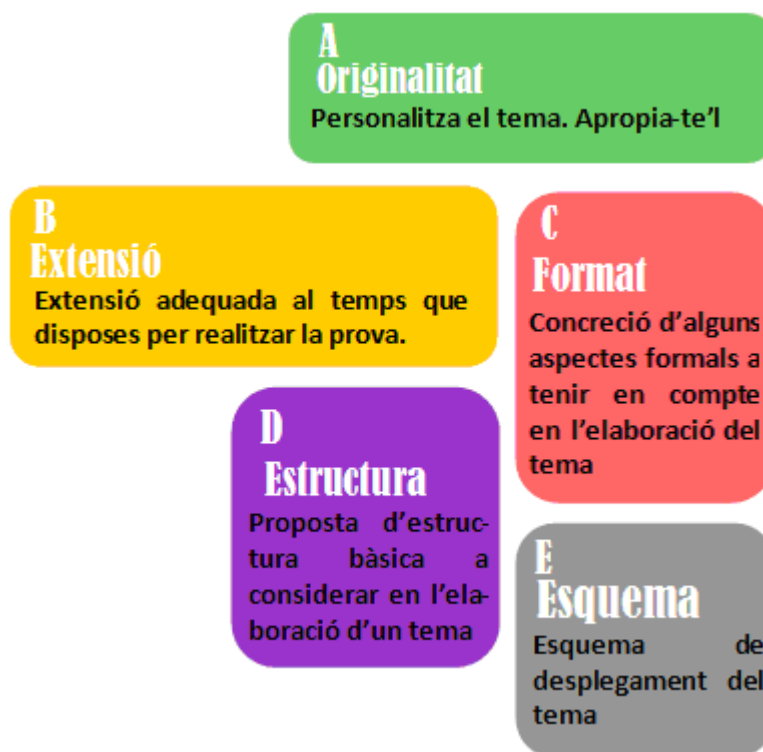 A
Originalitat
Personalitza el tema. Apropia-te'l
B
Extensió
Extensió adequada al temps que
disposes per realitzar la prova.
C
Format
Concreció d'alguns
aspectes formals a
tenir en compte
en l'elaboració del
tema
D
Estructura
Proposta d'estruc-
tura bàsica a
considerar en l'ela-
boració d'un tema
E
Esquema
Esquema de
desplegament del
tema